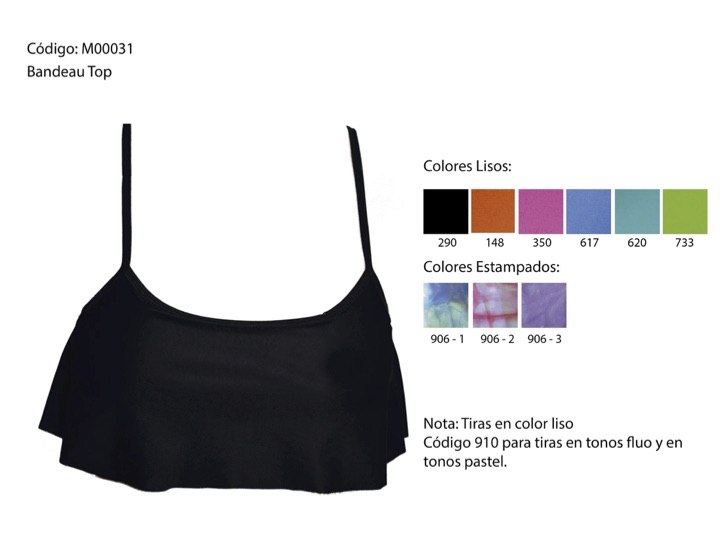 Código: M00031
Bandeau Top
Colores Lisos:
290 148 350 617 620 733
Colores Estampados:
906 - 1 906 - 2 906 - 3
Nota: Tiras en color liso
Código 910 para tiras en tonos fluo y en
tonos pastel.